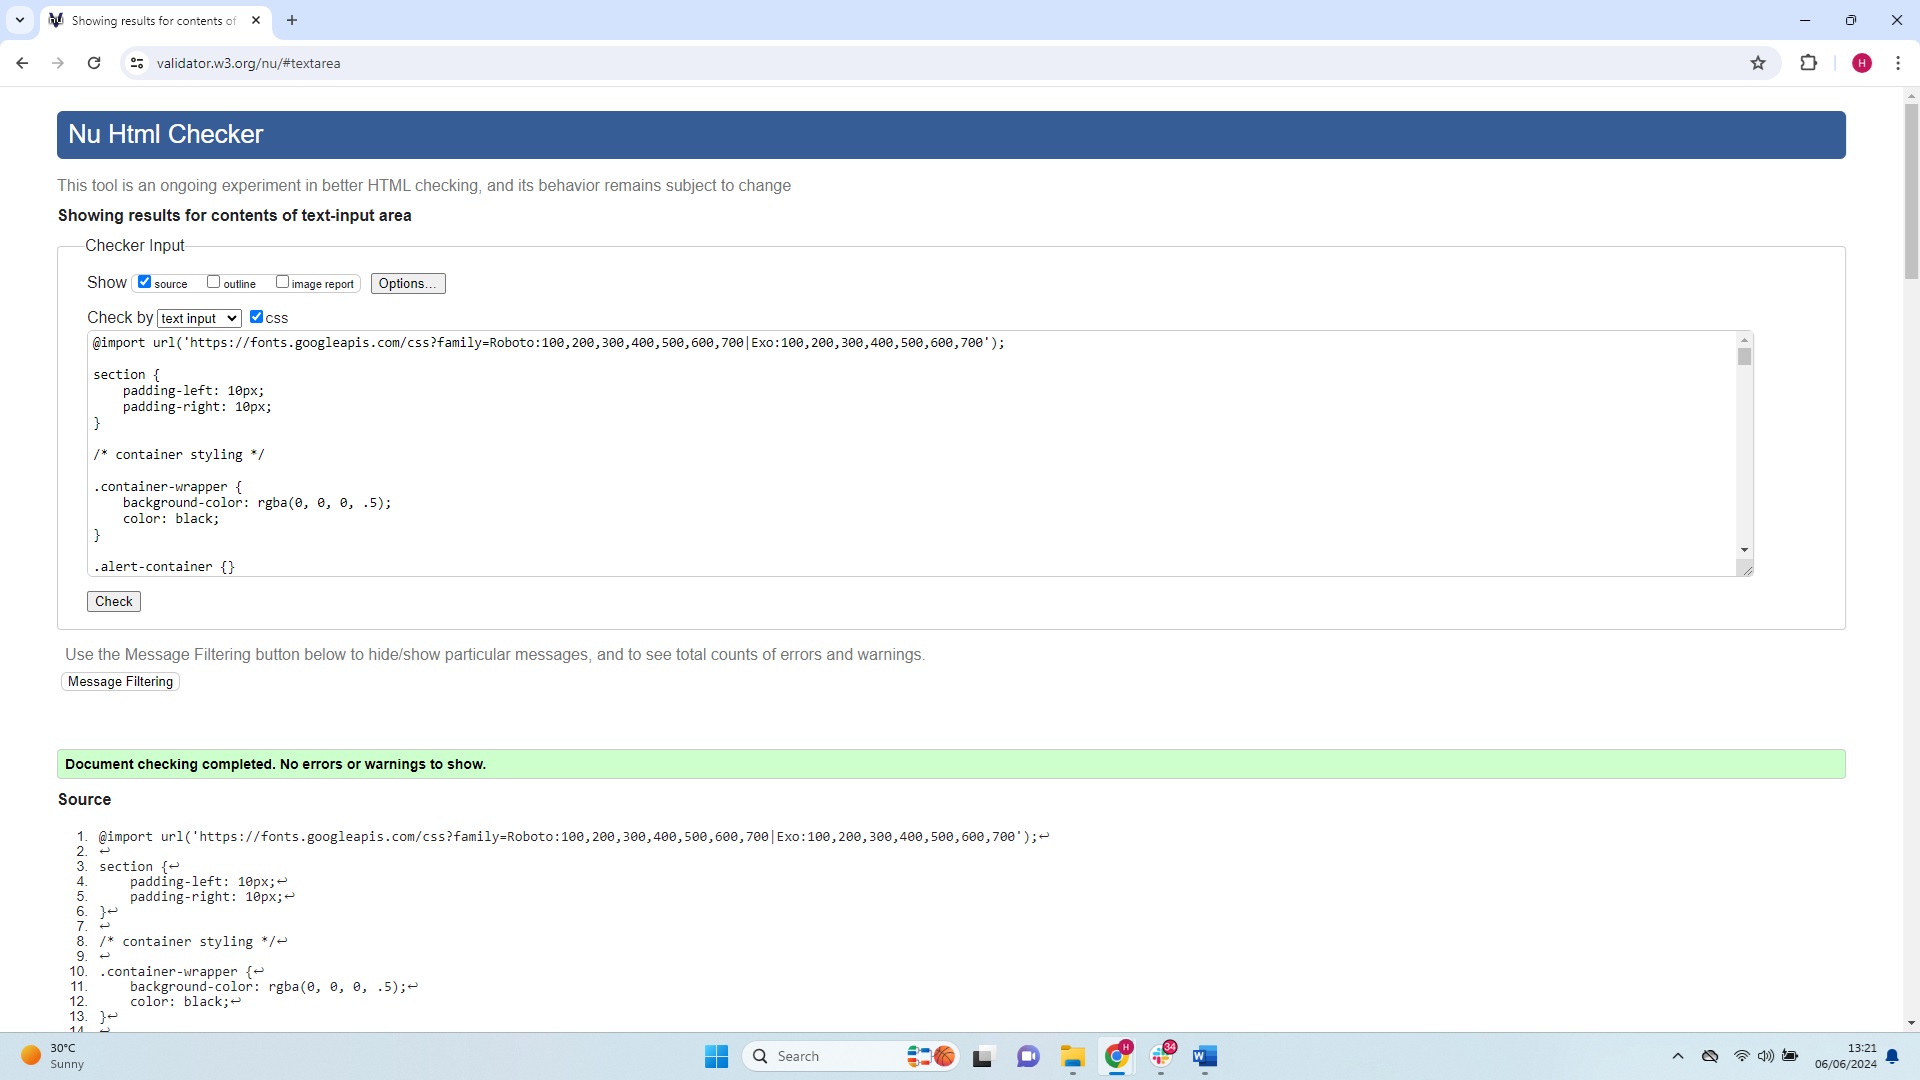 Showing results for contents of
validator.w3.org/nu/#textarea
H
Nu Html Checker
This tool is an ongoing experiment in better HTML checking, and its behavior remains subject to change
Showing results for contents of text-input area
Checker Input
Show source outline image report Options...
Check by text input css
@import url('https://fonts.googleapis.com/css?family=Roboto:100,200,300,400,500,600,700|Exo:100,200,300,400,500,600,700');
section {
padding-left: 10px;
padding-right: 10px;
}
/* container styling */
.container-wrapper {
background-color: rgba(0, 0, 0, .5);
color: black;
}
.alert-container {}
Check
Use the Message Filtering button below to hide/show particular messages, and to see total counts of errors and warnings.
Message Filtering
Document checking completed. No errors or warnings to show.
Source
1. @import url('https://fonts.googleapis.com/css?family=Roboto:100,200,300,400,500,600,700|Exo:100,200,300,400,500,600,700');↩
2. ↩
3. section {↩
4. padding-left: 10px;↩
5. padding-right: 10px;↩
6. }↩
7. ↩
8. /* container styling */↩
9. ↩
10. .container-wrapper {↩
11. background-color: rgba(0, 0, 0, .5);↩
12. color: black;↩
13. }↩
14. ↩
30°C
Sunny
Search
H
34
W
13:21
06/06/2024